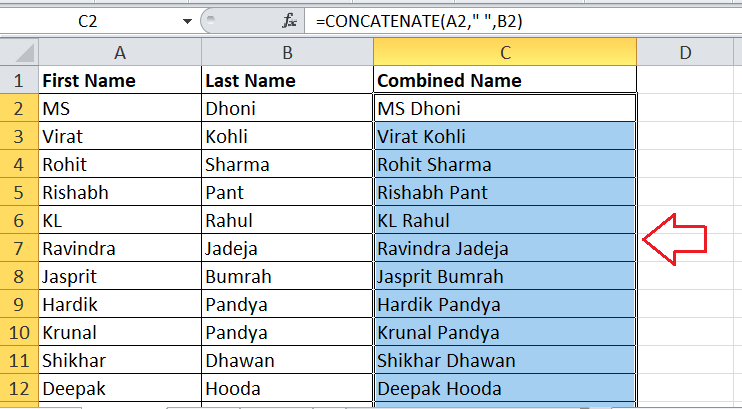 C2 fx =CONCATENATE(A2," ",B2)
A B C D
1 First Name Last Name Combined Name
2 MS Dhoni MS Dhoni
3 Virat Kohli Virat Kohli
4 Rohit Sharma Rohit Sharma
5 Rishabh Pant Rishabh Pant
6 KL Rahul KL Rahul
7 Ravindra Jadeja Ravindra Jadeja
8 Jasprit Bumrah Jasprit Bumrah
9 Hardik Pandya Hardik Pandya
10 Krunal Pandya Krunal Pandya
11 Shikhar Dhawan Shikhar Dhawan
12 Deepak Hooda Deepak Hooda